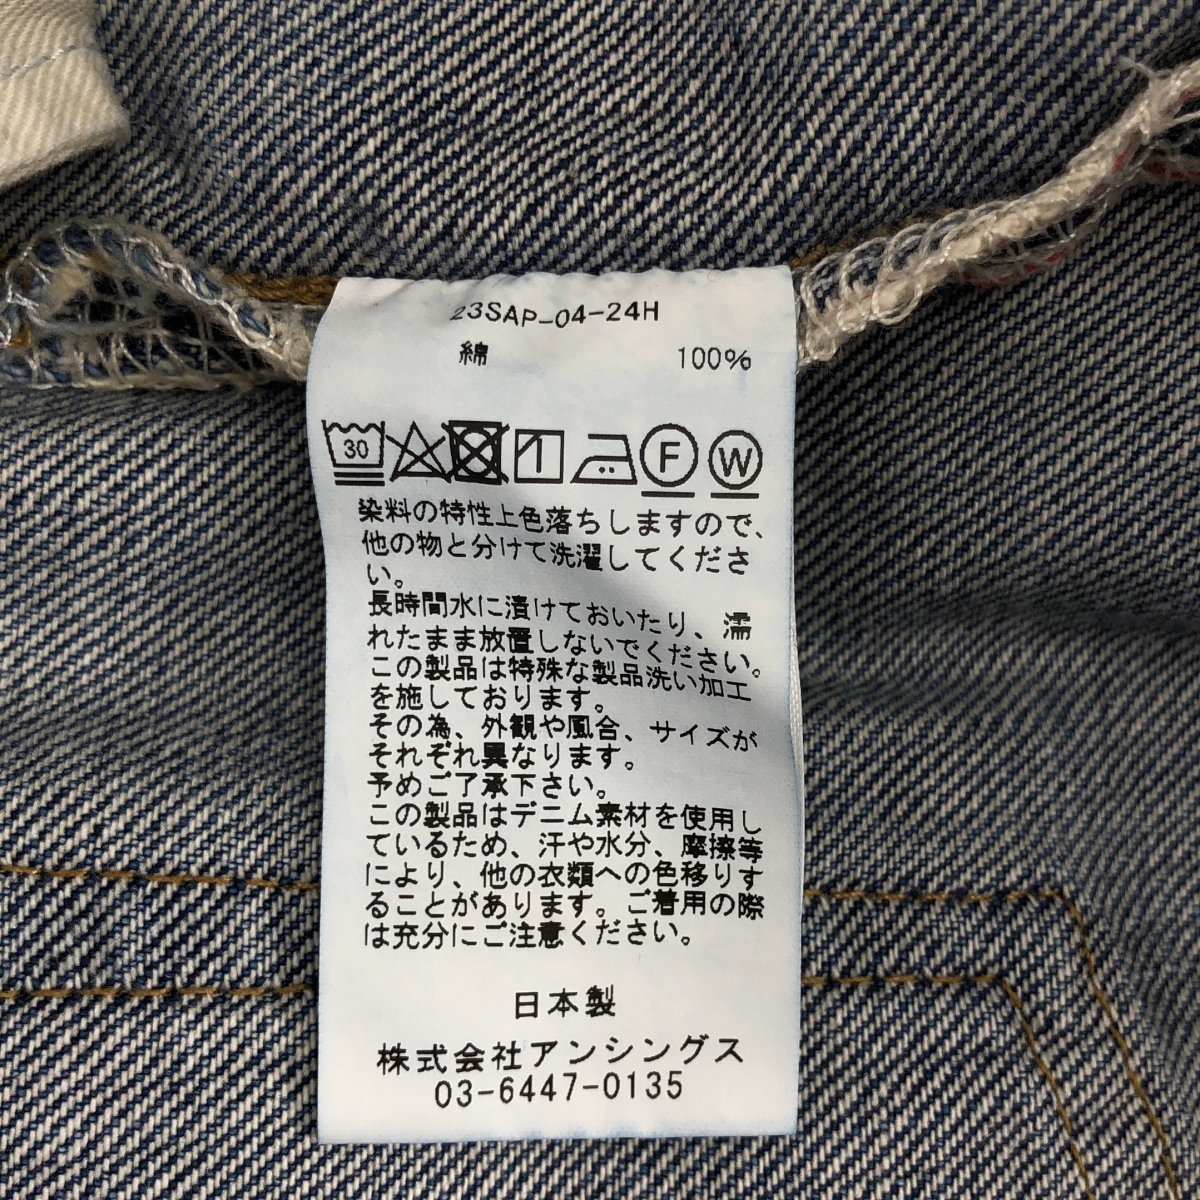 23SAP-04-24H
綿 100%
30
F W
染料の特性上色落ちしますので、
他の物と分けて洗濯してくださ
い。
長時間水に漬けておいたり、濡
れたまま放置しないでください。
この製品は特殊な製品洗い加工
を施しております。
その為、外観や風合、サイズが
それぞれ異なります。
予めご了承下さい。
この製品はデニム素材を使用し
ているため、汗や水分、摩擦等
により、他の衣類への色移りす
ることがあります。ご着用の際
は充分にご注意ください。
日本製
株式会社アンシングス
03-6447-0135